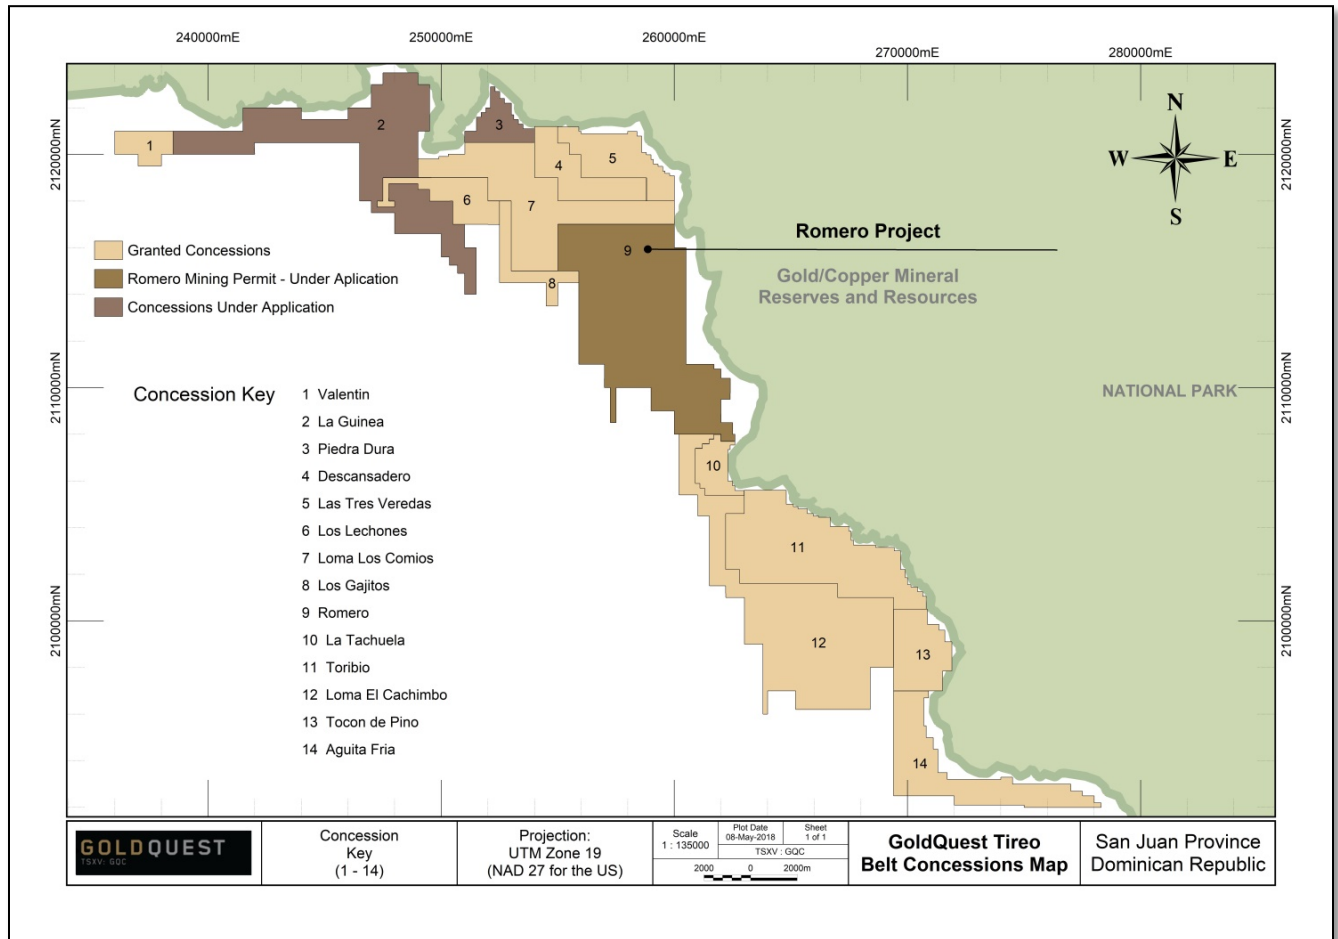 240000mE
250000mE
260000mE
270000mE
280000mE
2120000mN
2120000mN
2110000mN
2110000mN
2100000mN
2100000mN
N
W
E
S
1
2
3
4
5
6
7
8
9
10
11
12
13
14
Romero Project
Gold/Copper Mineral
Reserves and Resources
NATIONAL PARK
Granted Concessions
Romero Mining Permit - Under Aplication
Concessions Under Application
Concession Key
1 Valentin
2 La Guinea
3 Piedra Dura
4 Descansadero
5 Las Tres Veredas
6 Los Lechones
7 Loma Los Comios
8 Los Gajitos
9 Romero
10 La Tachuela
11 Toribio
12 Loma El Cachimbo
13 Tocon de Pino
14 Aguita Fria
GOLDQUEST
TSXV: GQC
Concession
Key
(1 - 14)
Projection:
UTM Zone 19
(NAD 27 for the US)
Scale
1 : 135000
Plot Date
08-May-2018
Sheet
1 of 1
TSXV : GQC
2000 0 2000m
GoldQuest Tireo
Belt Concessions Map
San Juan Province
Dominican Republic